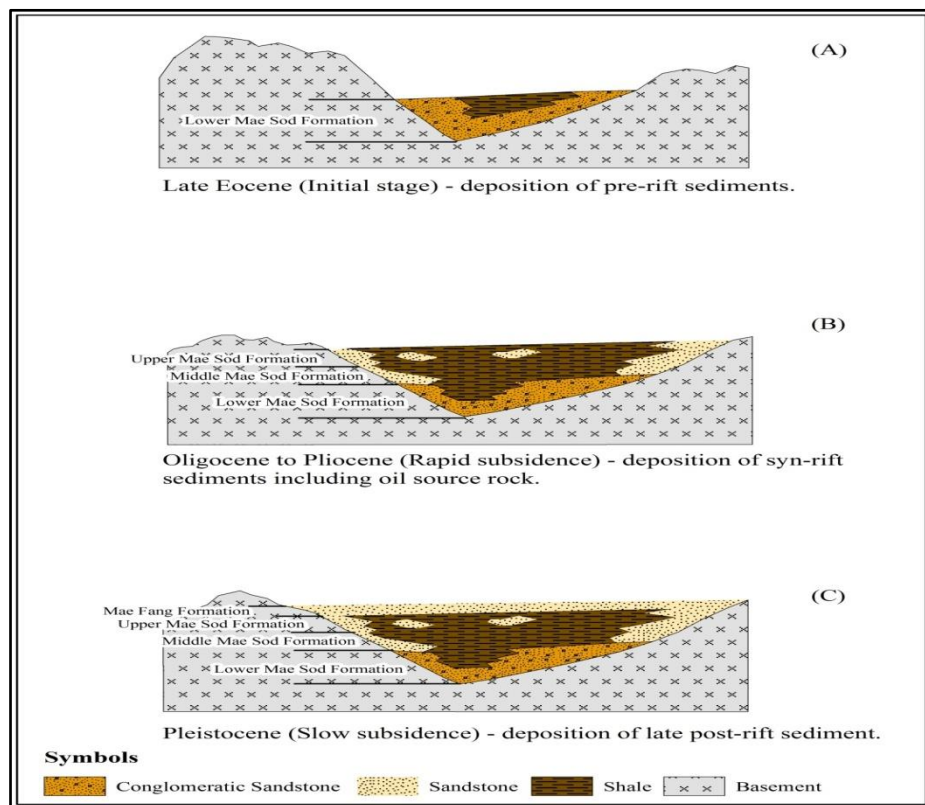 (A)
Lower Mae Sod Formation
Late Eocene (Initial stage) - deposition of pre-rift sediments.
(B)
Upper Mae Sod Formation
Middle Mae Sod Formation
Lower Mae Sod Formation
Oligocene to Pliocene (Rapid subsidence) - deposition of syn-rift
sediments including oil source rock.
(C)
Mae Fang Formation
Upper Mae Sod Formation
Middle Mae Sod Formation
Lower Mae Sod Formation
Pleistocene (Slow subsidence) - deposition of late post-rift sediment.
Symbols
Conglomeratic Sandstone Sandstone Shale Basement